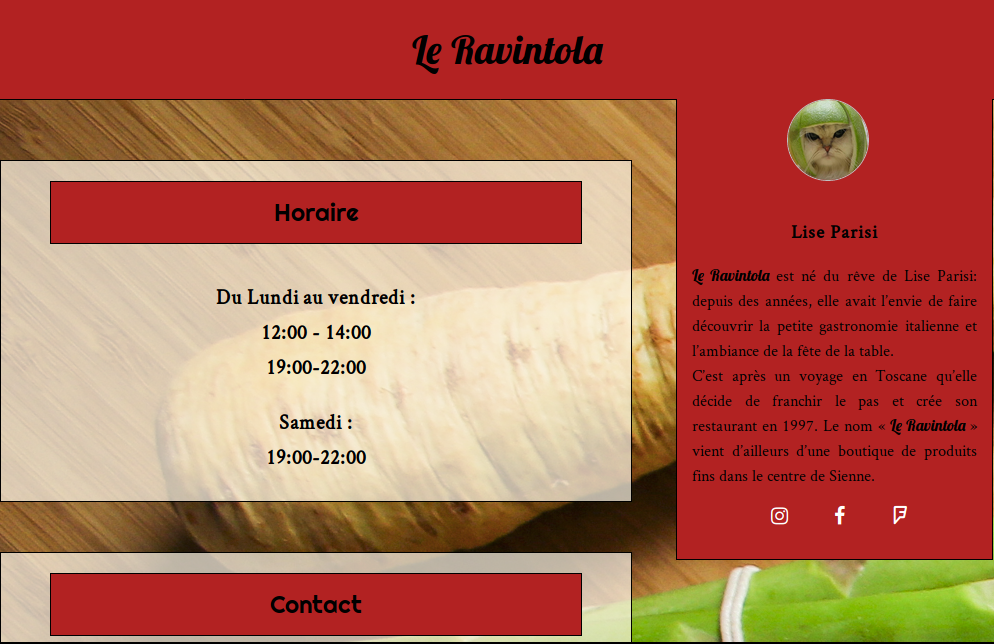 Le Ravintola
Horaire
Du Lundi au vendredi :
12:00 - 14:00
19:00-22:00
Samedi :
19:00-22:00
Contact
Lise Parisi
Le Ravintola est né du rêve de Lise Parisi:
depuis des années, elle avait l'envie de faire
découvrir la petite gastronomie italienne et
l'ambiance de la fête de la table.
C'est après un voyage en Toscane qu'elle
décide de franchir le pas et crée son
restaurant en 1997. Le nom « Le Ravintola »
vient d'ailleurs d'une boutique de produits
fins dans le centre de Sienne.